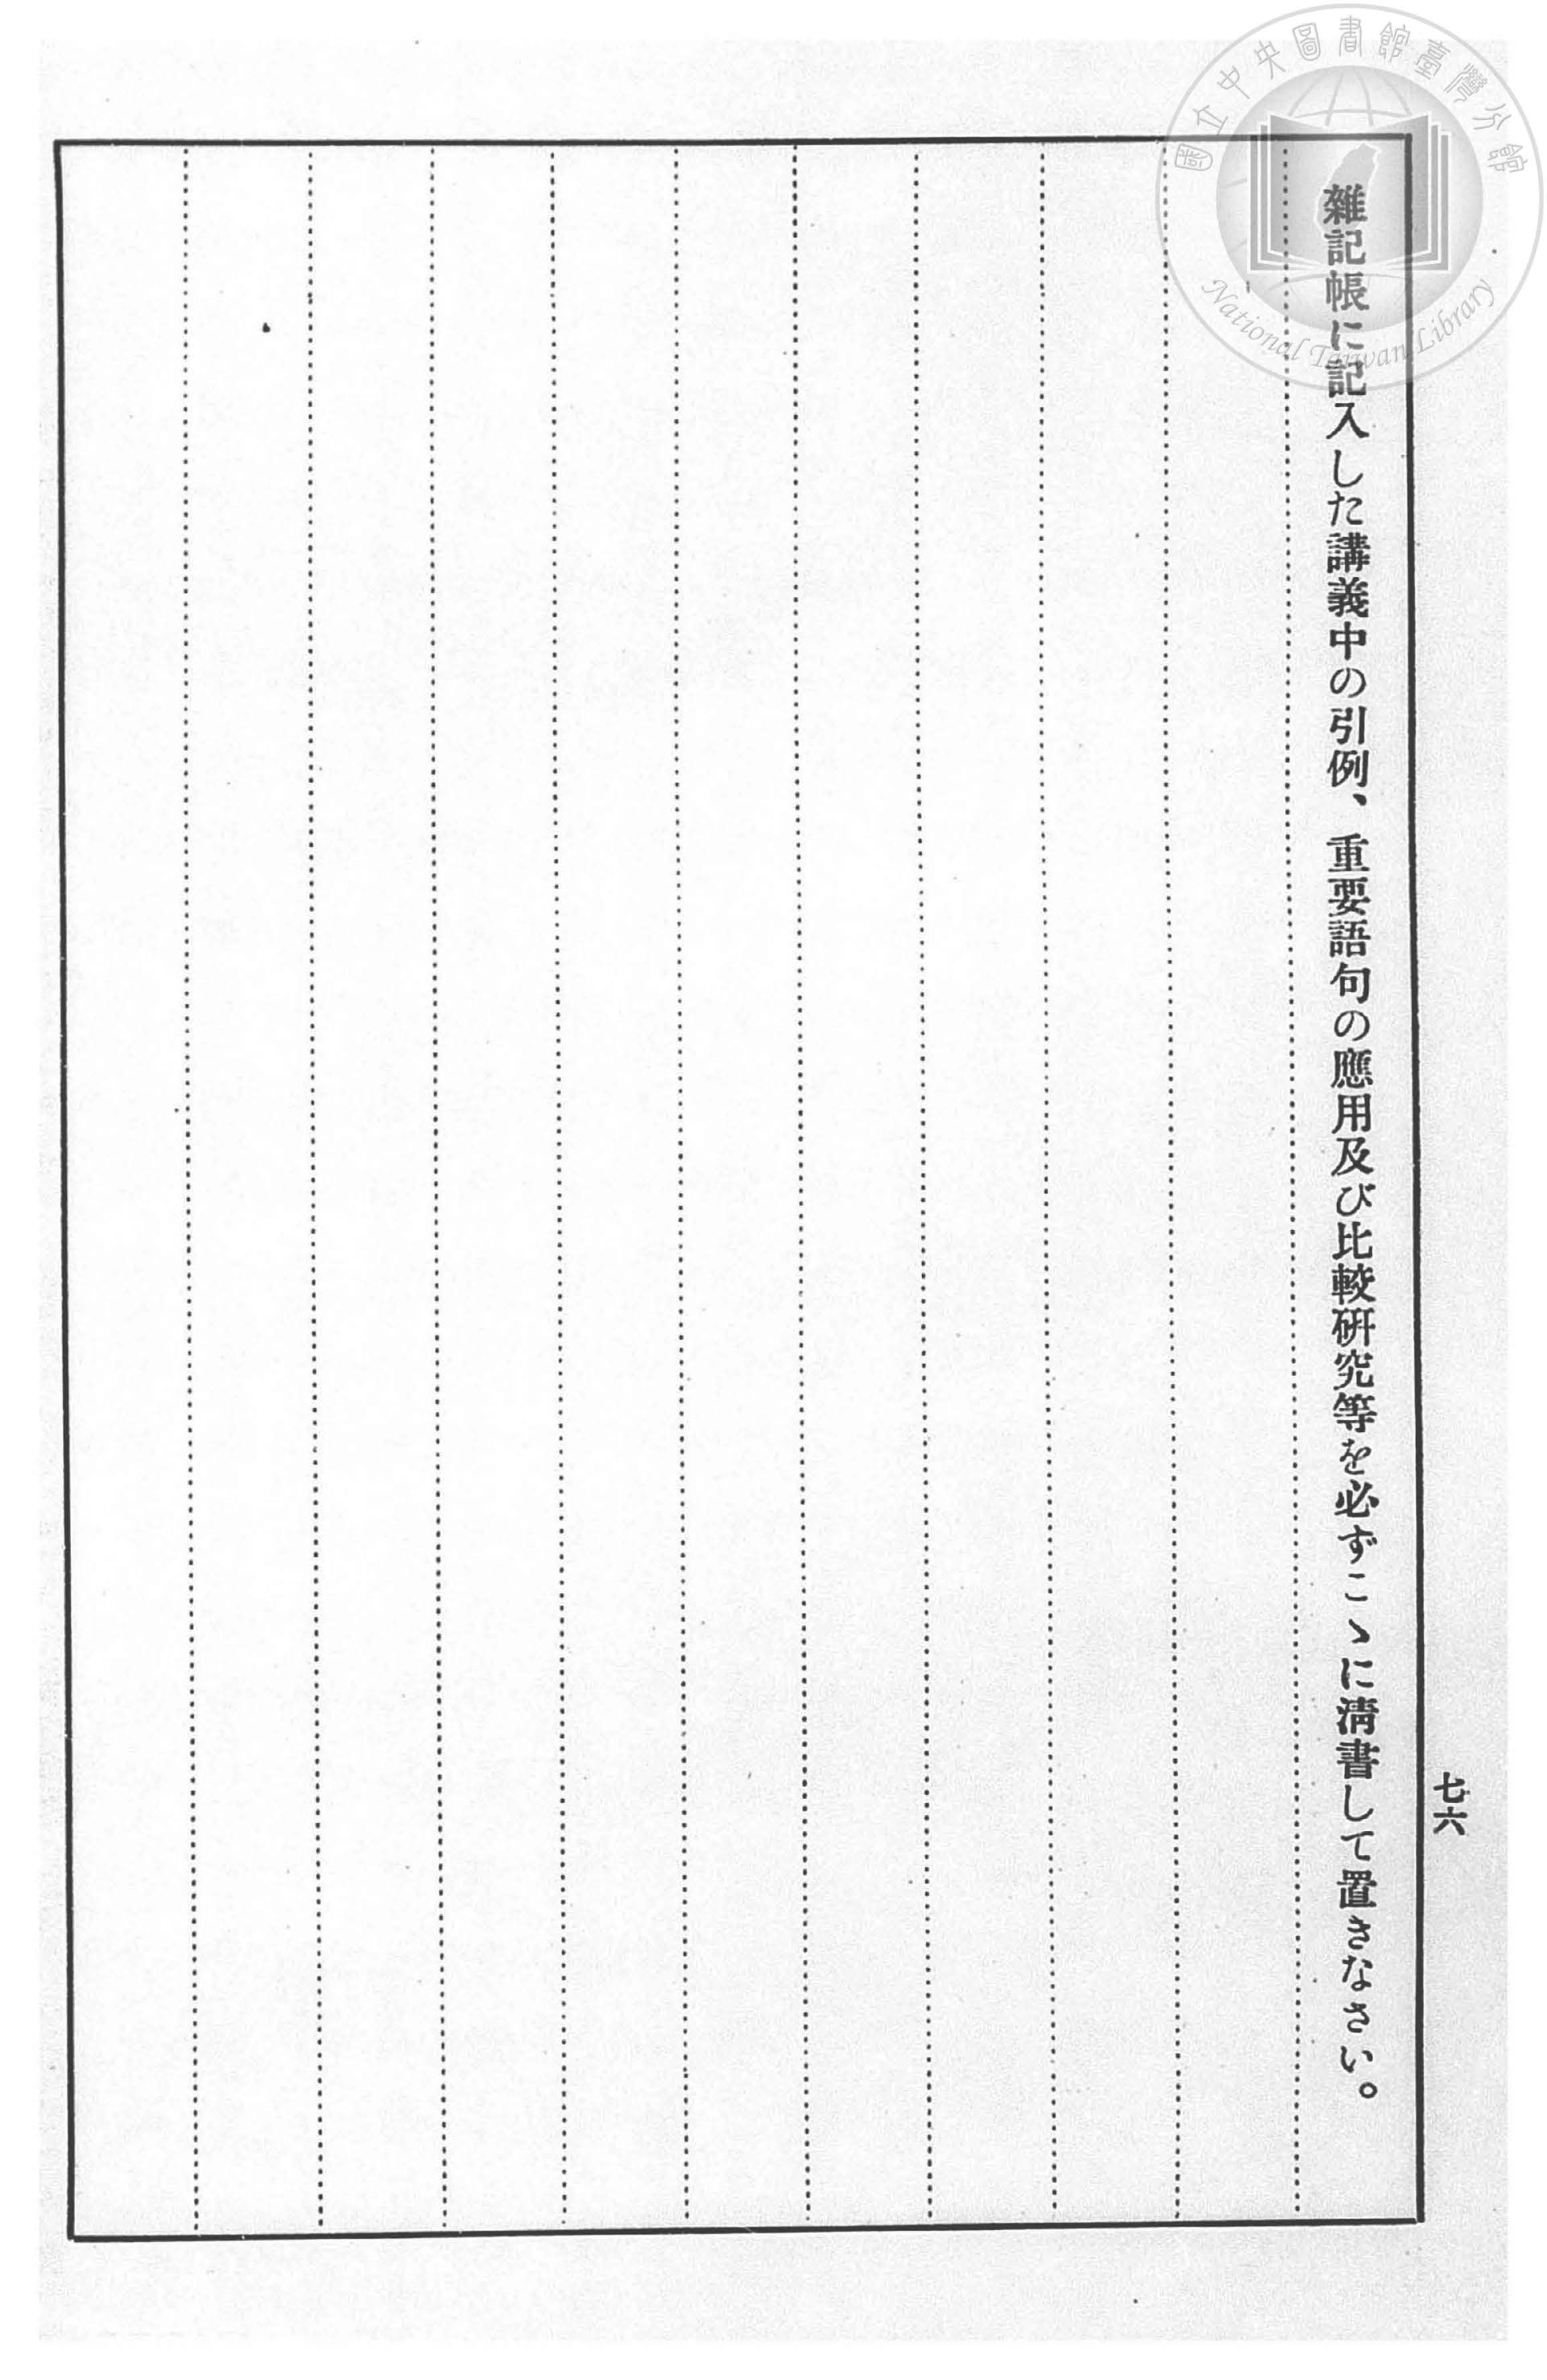 雜記帳に記入した講義中の引例、重要語句の應用及び比較硏究等を必ずこゝに淸書して置きなさい。
七六
國立中央圖書館臺灣分館
National Taiwan Library